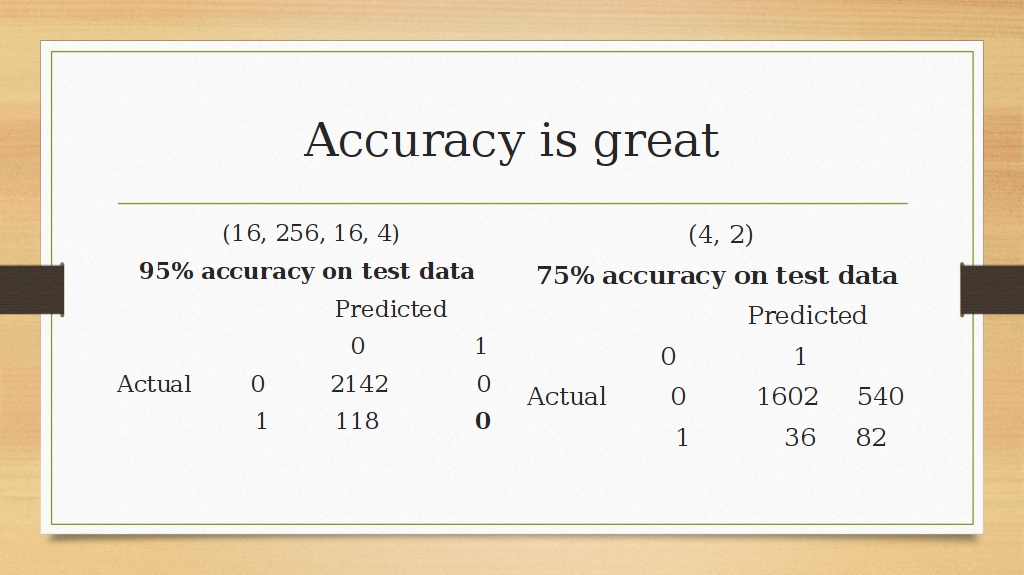 Accuracy is great
(16, 256, 16, 4)
95% accuracy on test data
Predicted
0 1
Actual 0 2142 0
1 118 0
(4, 2)
75% accuracy on test data
Predicted
0 1
Actual 0 1602 540
1 36 82